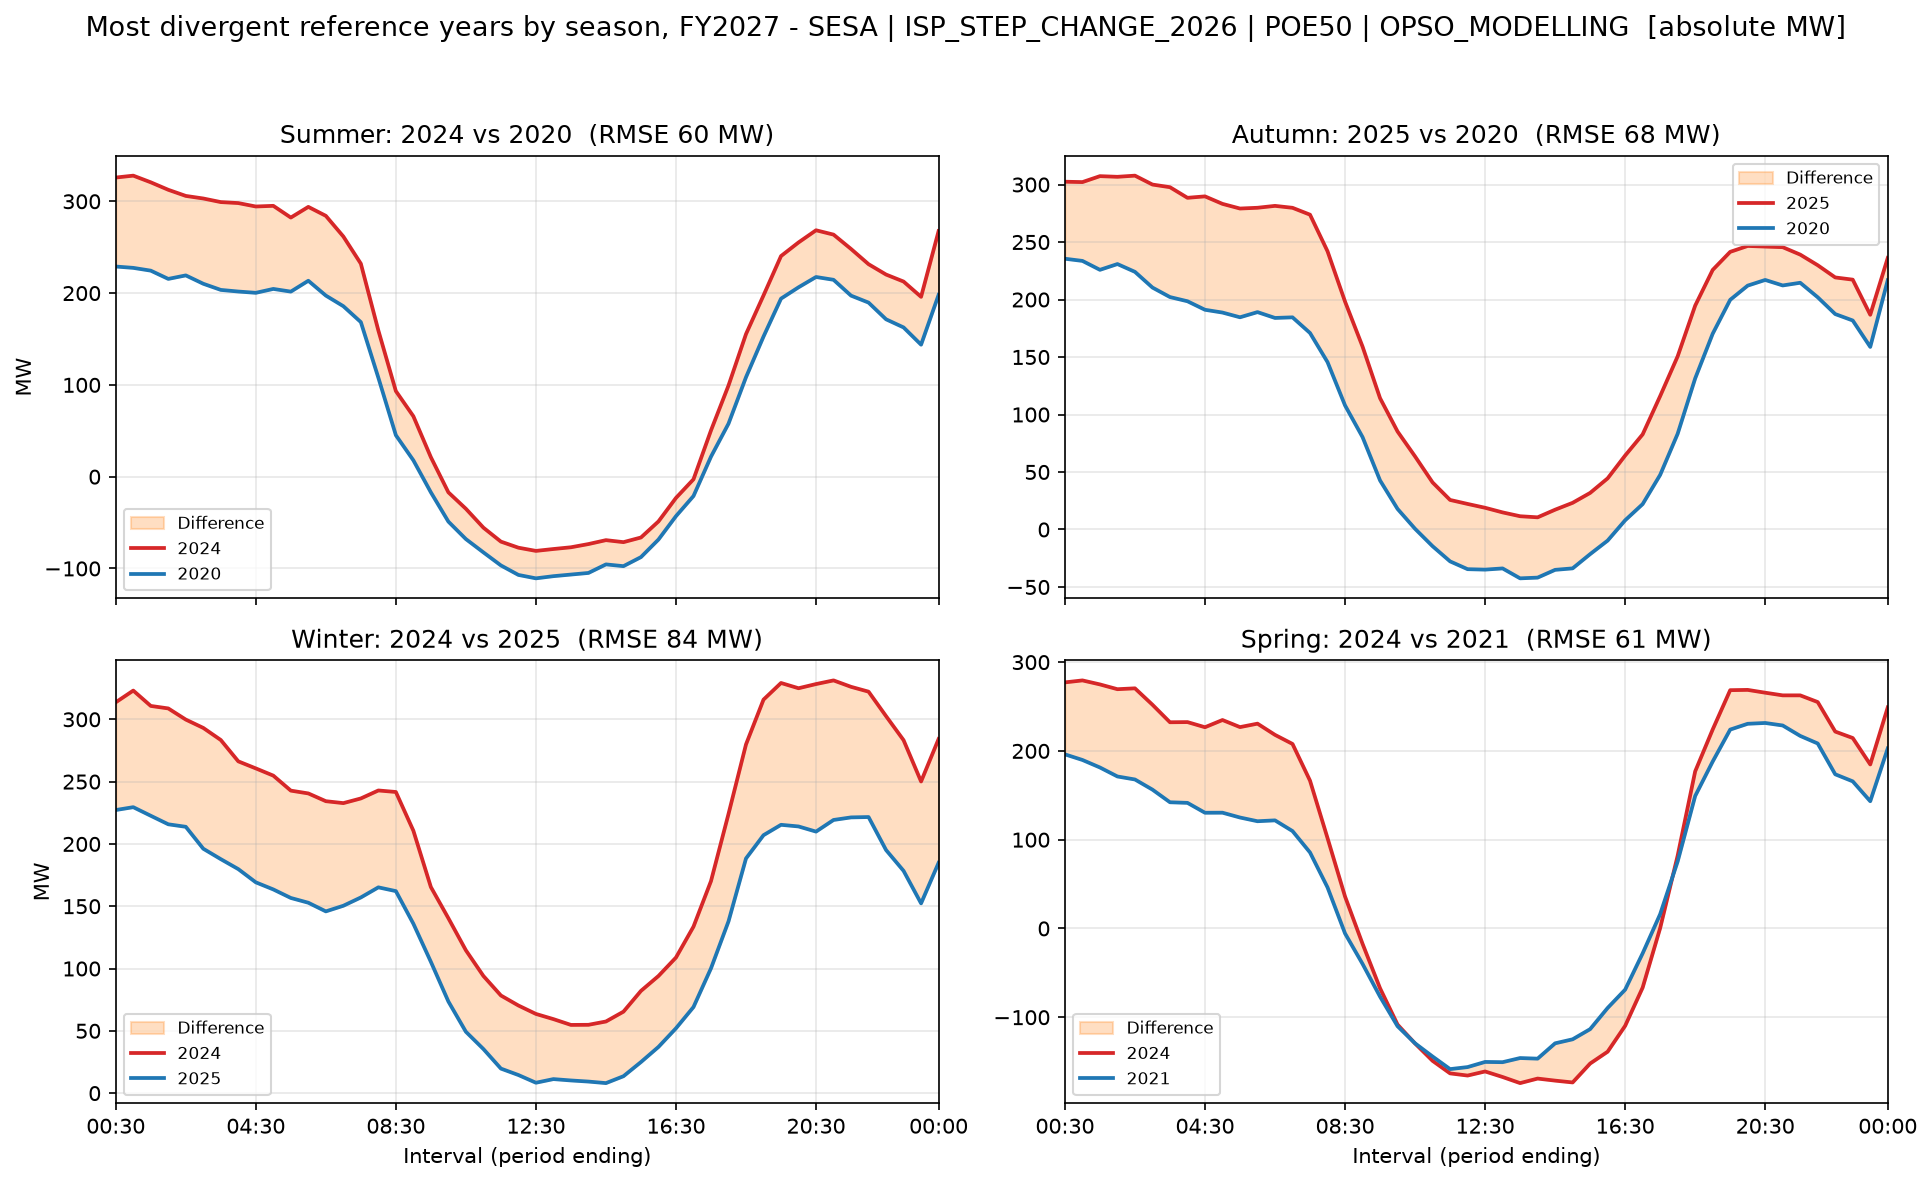 Most divergent reference years by season, FY2027 - SESA | ISP_STEP_CHANGE_2026 | POE50 | OPSO_MODELLING  [absolute MW]
Summer: 2024 vs 2020  (RMSE 60 MW)
MW
300
200
100
0
−100
Difference
2024
2020
Autumn: 2025 vs 2020  (RMSE 68 MW)
300
250
200
150
100
50
0
−50
Difference
2025
2020
Winter: 2024 vs 2025  (RMSE 84 MW)
MW
300
250
200
150
100
50
0
Difference
2024
2025
00:30 04:30 08:30 12:30 16:30 20:30 00:00
Interval (period ending)
Spring: 2024 vs 2021  (RMSE 61 MW)
300
200
100
0
−100
Difference
2024
2021
00:30 04:30 08:30 12:30 16:30 20:30 00:00
Interval (period ending)